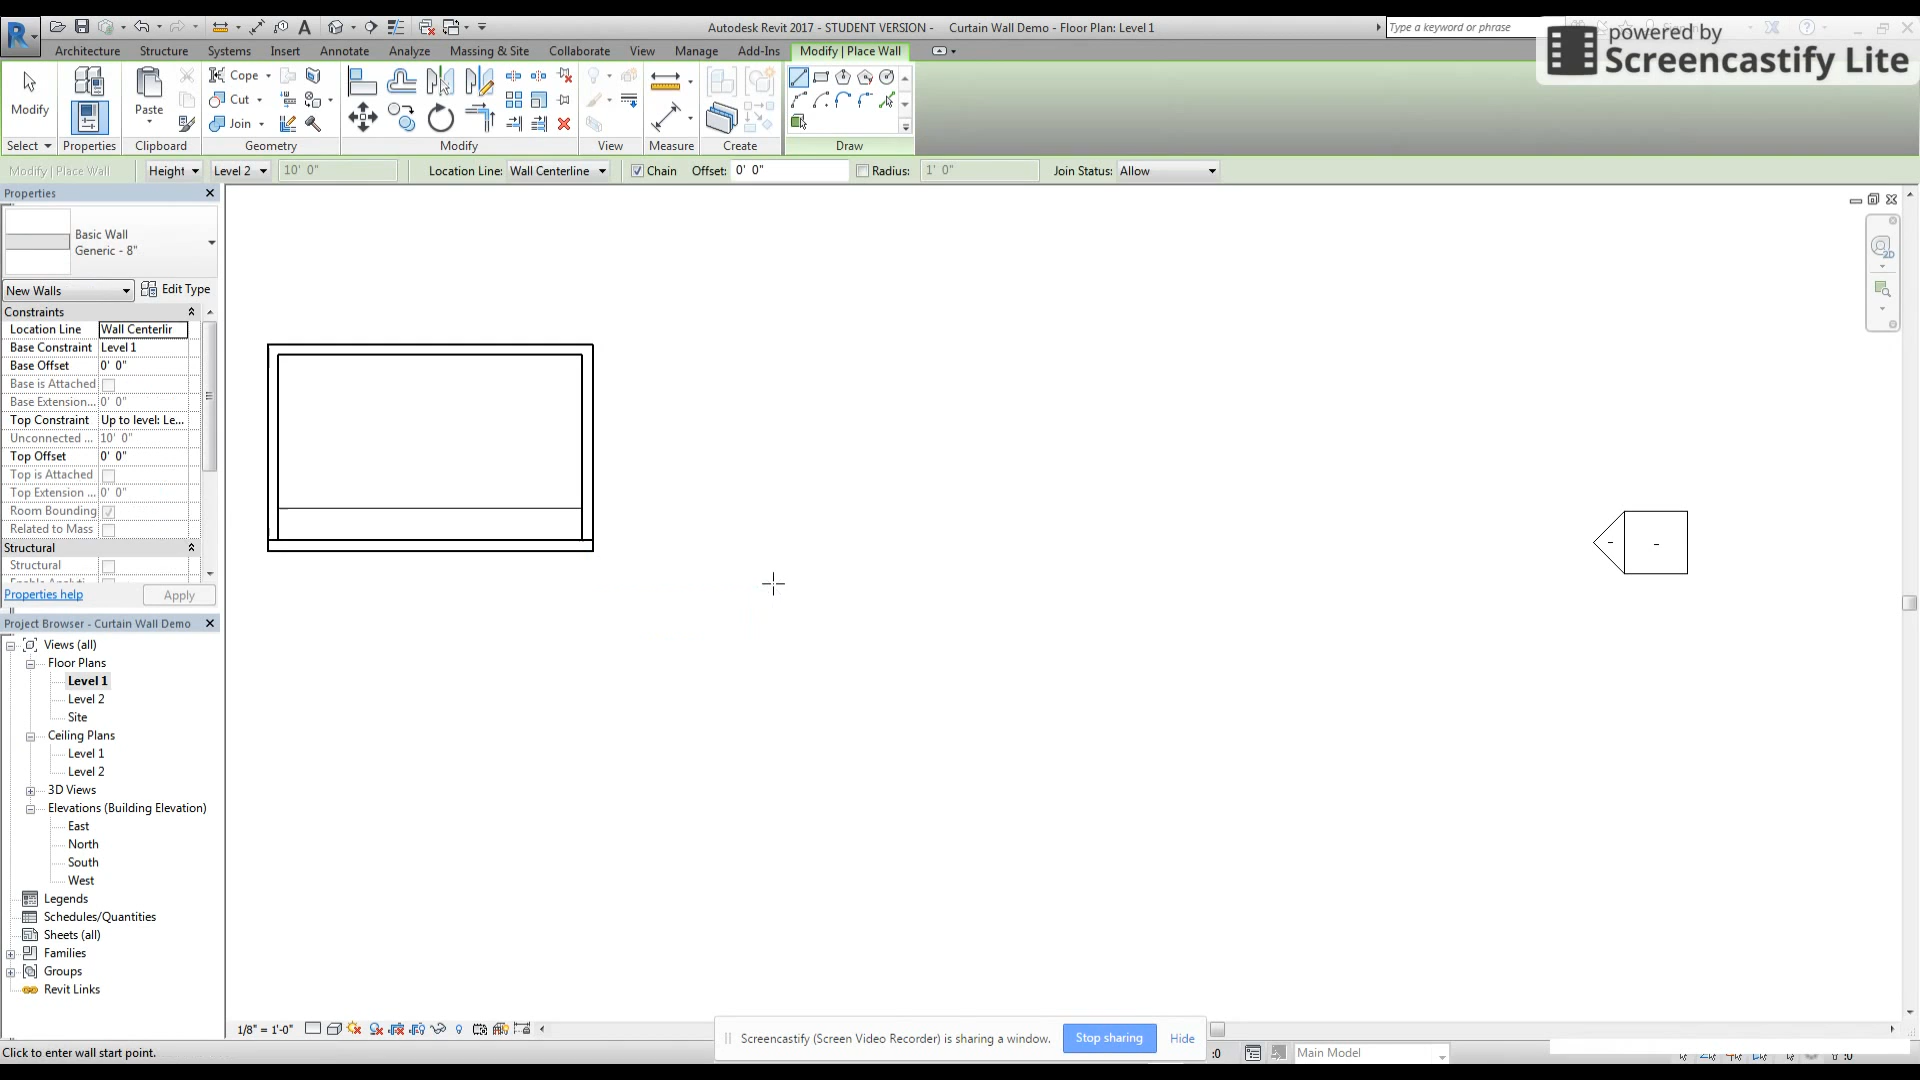 Autodesk Revit 2017 - STUDENT VERSION - Curtain Wall Demo - Floor Plan: Level 1
Type a keyword or phrase
powered by
Screencastify Lite
Architecture Structure Systems Insert Annotate Analyze Massing & Site Collaborate View Manage Add-Ins Modify | Place Wall
Modify
Paste
Cope
Cut
Join
Select Properties Clipboard Geometry Modify View Measure Create Draw
Modify | Place Wall Height Level 2 10' 0" Location Line: Wall Centerline Chain Offset: 0' 0" Radius: 1' 0" Join Status: Allow
Properties
Basic Wall
Generic - 8"
New Walls Edit Type
Constraints
Location Line Wall Centerlir
Base Constraint Level 1
Base Offset 0' 0"
Base is Attached
Base Extension... 0' 0"
Top Constraint Up to level: Le...
Unconnected ... 10' 0"
Top Offset 0' 0"
Top is Attached
Top Extension ... 0' 0"
Room Bounding
Related to Mass
Structural
Structural
Properties help Apply
Project Browser - Curtain Wall Demo
Views (all)
Floor Plans
Level 1
Level 2
Site
Ceiling Plans
Level 1
Level 2
3D Views
Elevations (Building Elevation)
East
North
South
West
Legends
Schedules/Quantities
Sheets (all)
Families
Groups
Revit Links
2D
1/8" = 1'-0"
Screencastify (Screen Video Recorder) is sharing a window. Stop sharing Hide
Click to enter wall start point.
:0
Main Model
:0